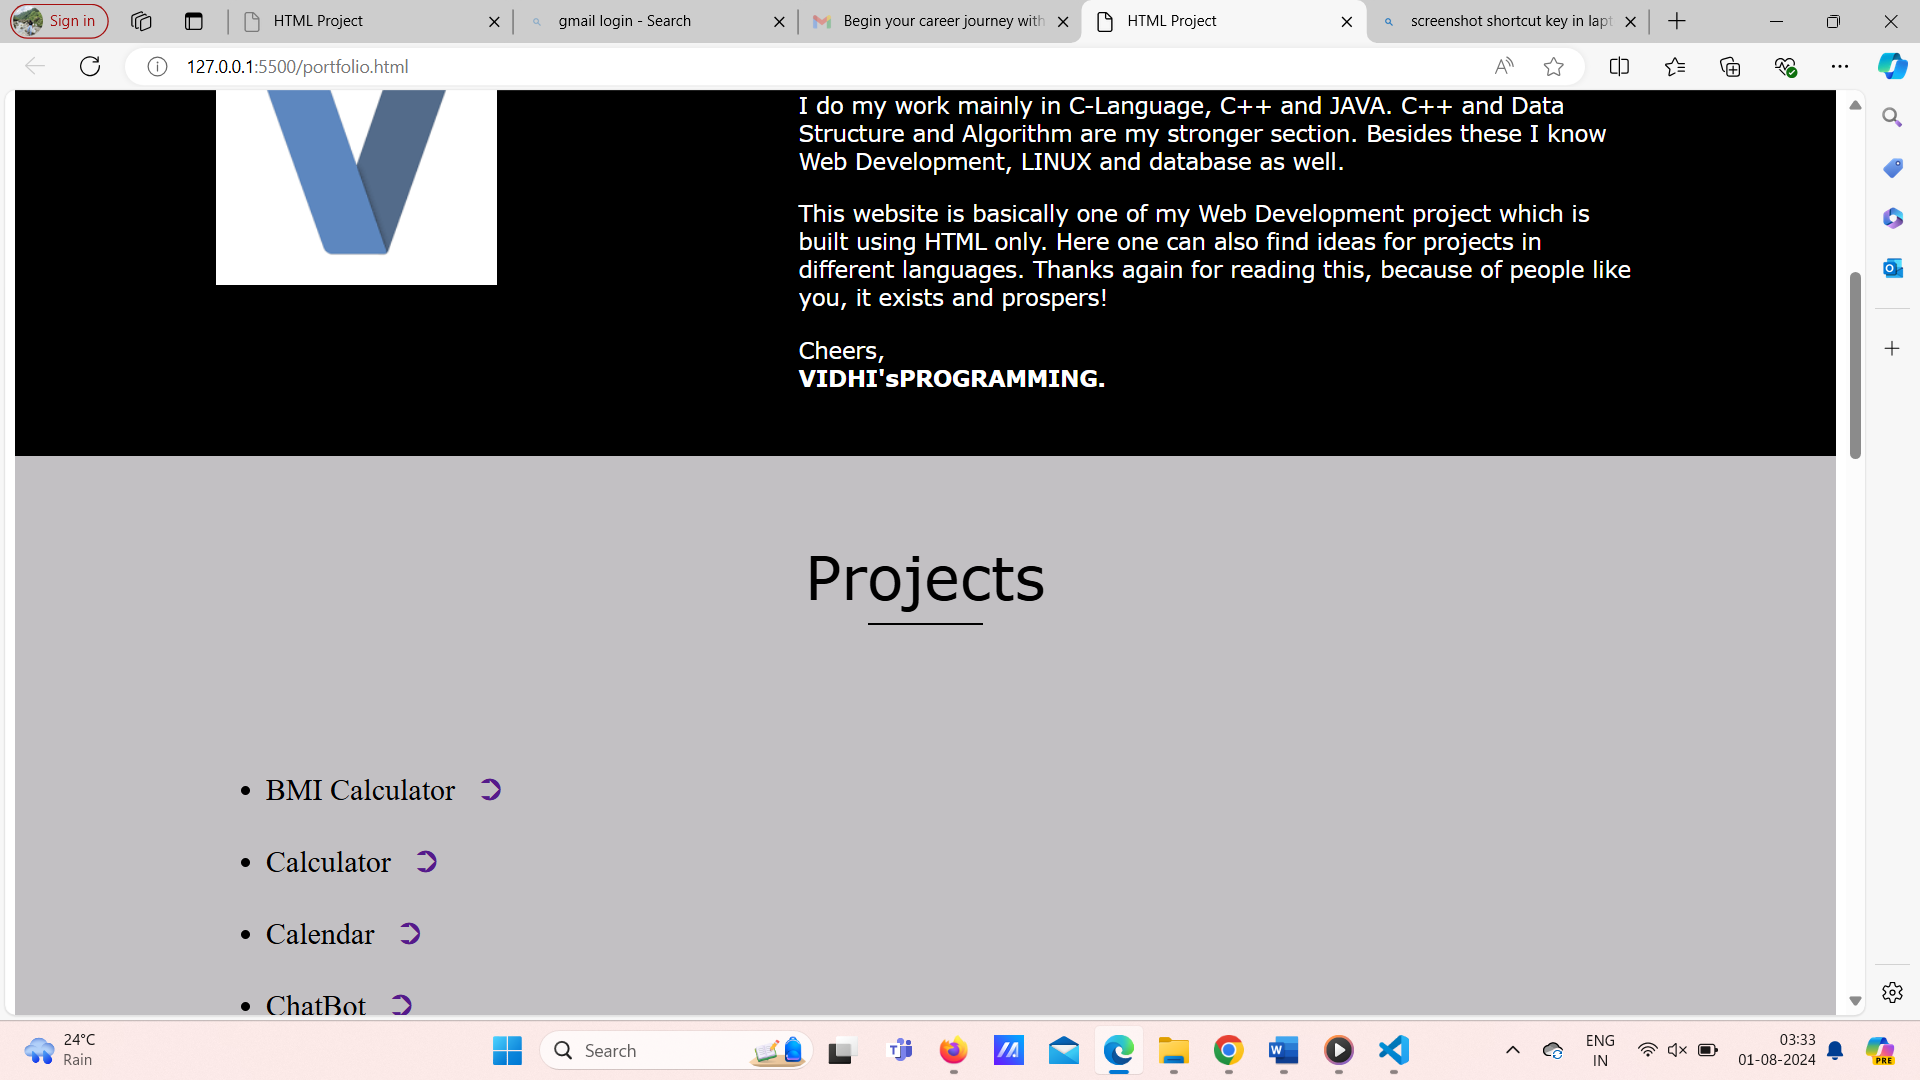 Sign in
HTML Project
gmail login - Search
Begin your career journey with
HTML Project
screenshot shortcut key in lapt
127.0.0.1:5500/portfolio.html
I do my work mainly in C-Language, C++ and JAVA. C++ and Data
Structure and Algorithm are my stronger section. Besides these I know
Web Development, LINUX and database as well.
This website is basically one of my Web Development project which is
built using HTML only. Here one can also find ideas for projects in
different languages. Thanks again for reading this, because of people like
you, it exists and prospers!
Cheers,
VIDHI'sPROGRAMMING.
Projects
• BMI Calculator ➲
• Calculator ➲
• Calendar ➲
• ChatBot ➲
24°C
Rain
Search
ENG
IN
03:33
01-08-2024
PRE